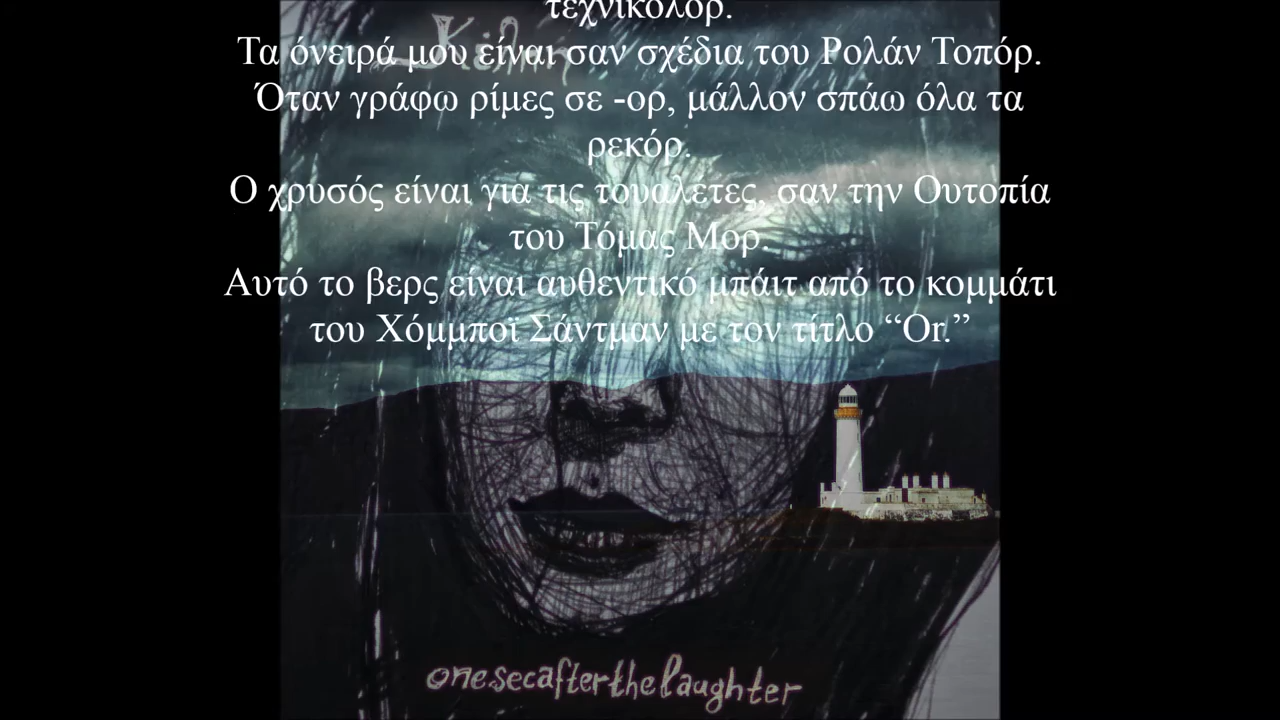 τεχνικολόρ.
Κέλλη
Τα όνειρά μου είναι σαν σχέδια του Ρολάν Τοπόρ.
Όταν γράφω ρίμες σε -ορ, μάλλον σπάω όλα τα
ρεκόρ.
Ο χρυσός είναι για τις τουαλέτες, σαν την Ουτοπία
του Τόμας Μορ.
Αυτό το βερς είναι αυθεντικό μπάιτ από το κομμάτι
του Χόμμποϊ Σάντμαν με τον τίτλο “Or.”
onesecafterthelaughter